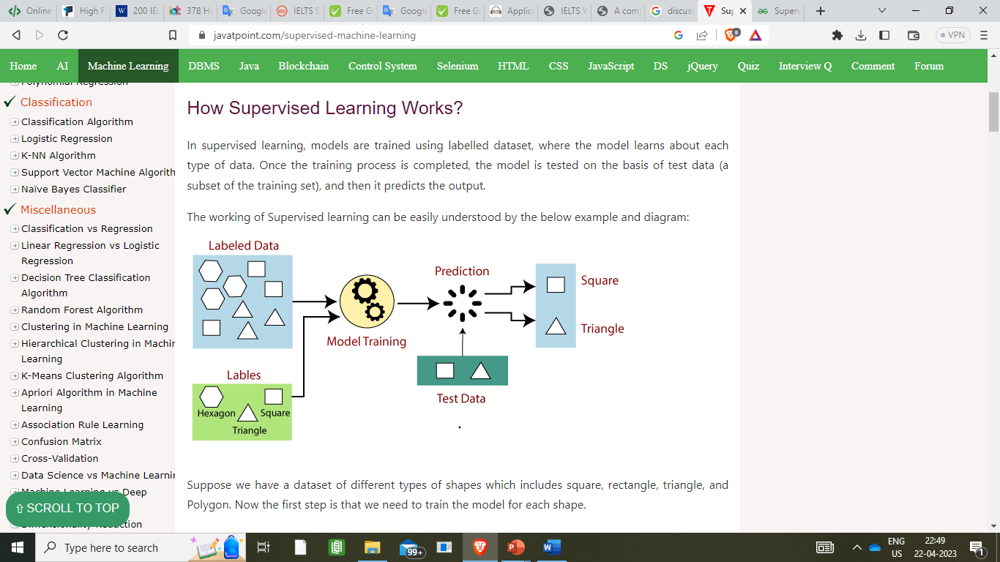 Online
High F
200 IEL
378 Hi
Google
IELTS S
Free G
Google
Free G
Applica
IELTS W
A com
discuss
Sup
Superv
javatpoint.com/supervised-machine-learning
8
VPN
Home AI Machine Learning DBMS Java Blockchain Control System Selenium HTML CSS JavaScript DS jQuery Quiz Interview Q Comment Forum
Polynomial Regression
Classification
Classification Algorithm
Logistic Regression
K-NN Algorithm
Support Vector Machine Algorith
Naïve Bayes Classifier
Miscellaneous
Classification vs Regression
Linear Regression vs Logistic
Regression
Decision Tree Classification
Algorithm
Random Forest Algorithm
Clustering in Machine Learning
Hierarchical Clustering in Machin
Learning
K-Means Clustering Algorithm
Apriori Algorithm in Machine
Learning
Association Rule Learning
Confusion Matrix
Cross-Validation
Data Science vs Machine Learnin
Machine Learning vs Deep
⇧ SCROLL TO TOP
Dimensionality Reduction
How Supervised Learning Works?
In supervised learning, models are trained using labelled dataset, where the model learns about each
type of data. Once the training process is completed, the model is tested on the basis of test data (a
subset of the training set), and then it predicts the output.
The working of Supervised learning can be easily understood by the below example and diagram:
Labeled Data
Prediction
Square
Model Training
Triangle
Lables
Hexagon
Square
Triangle
Test Data
Suppose we have a dataset of different types of shapes which includes square, rectangle, triangle, and
Polygon. Now the first step is that we need to train the model for each shape.
Type here to search
99+
ENG
US
22:49
22-04-2023
1